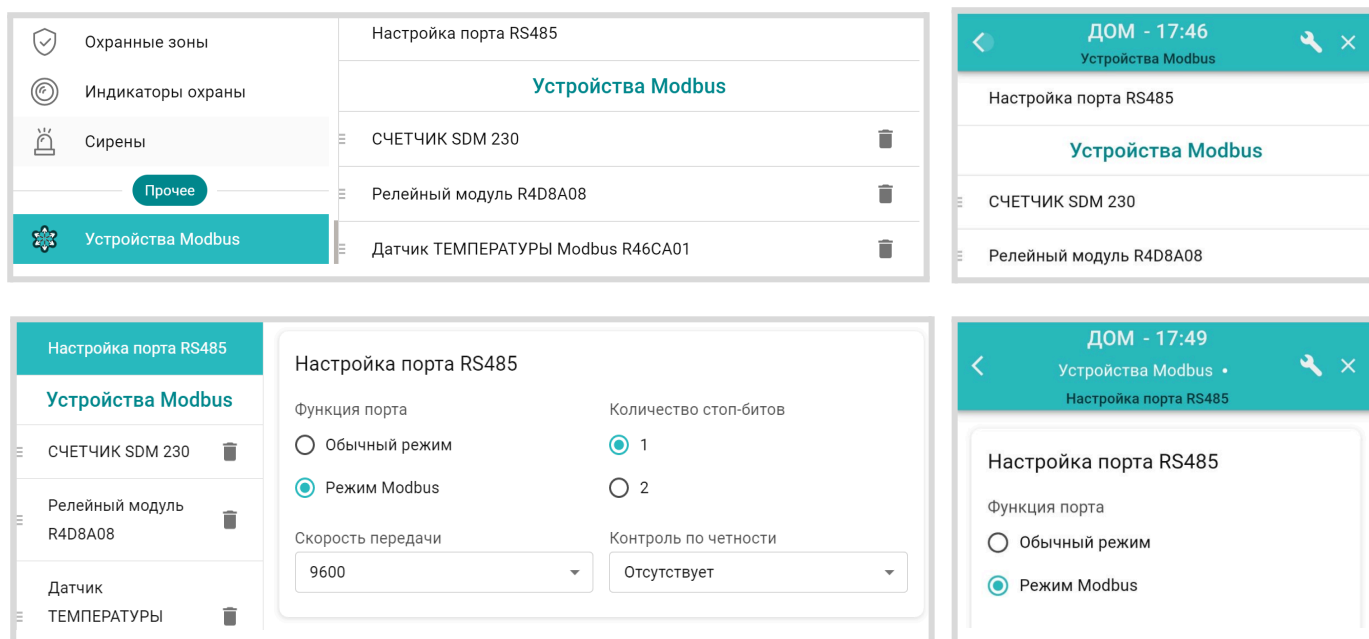 Охранные зоны
Индикаторы охраны
Сирены
Прочее
Устройства Modbus
Настройка порта RS485
Устройства Modbus
СЧЕТЧИК SDM 230
Релейный модуль R4D8A08
Датчик ТЕМПЕРАТУРЫ Modbus R46CA01
ДОМ - 17:46
Устройства Modbus
Настройка порта RS485
Устройства Modbus
СЧЕТЧИК SDM 230
Релейный модуль R4D8A08
Настройка порта RS485
Устройства Modbus
СЧЕТЧИК SDM 230
Релейный модуль
R4D8A08
Датчик
ТЕМПЕРАТУРЫ
Настройка порта RS485
Функция порта
Обычный режим
Режим Modbus
Количество стоп-битов
1
2
Скорость передачи
9600
Контроль по четности
Отсутствует
ДОМ - 17:49
Устройства Modbus •
Настройка порта RS485
Настройка порта RS485
Функция порта
Обычный режим
Режим Modbus